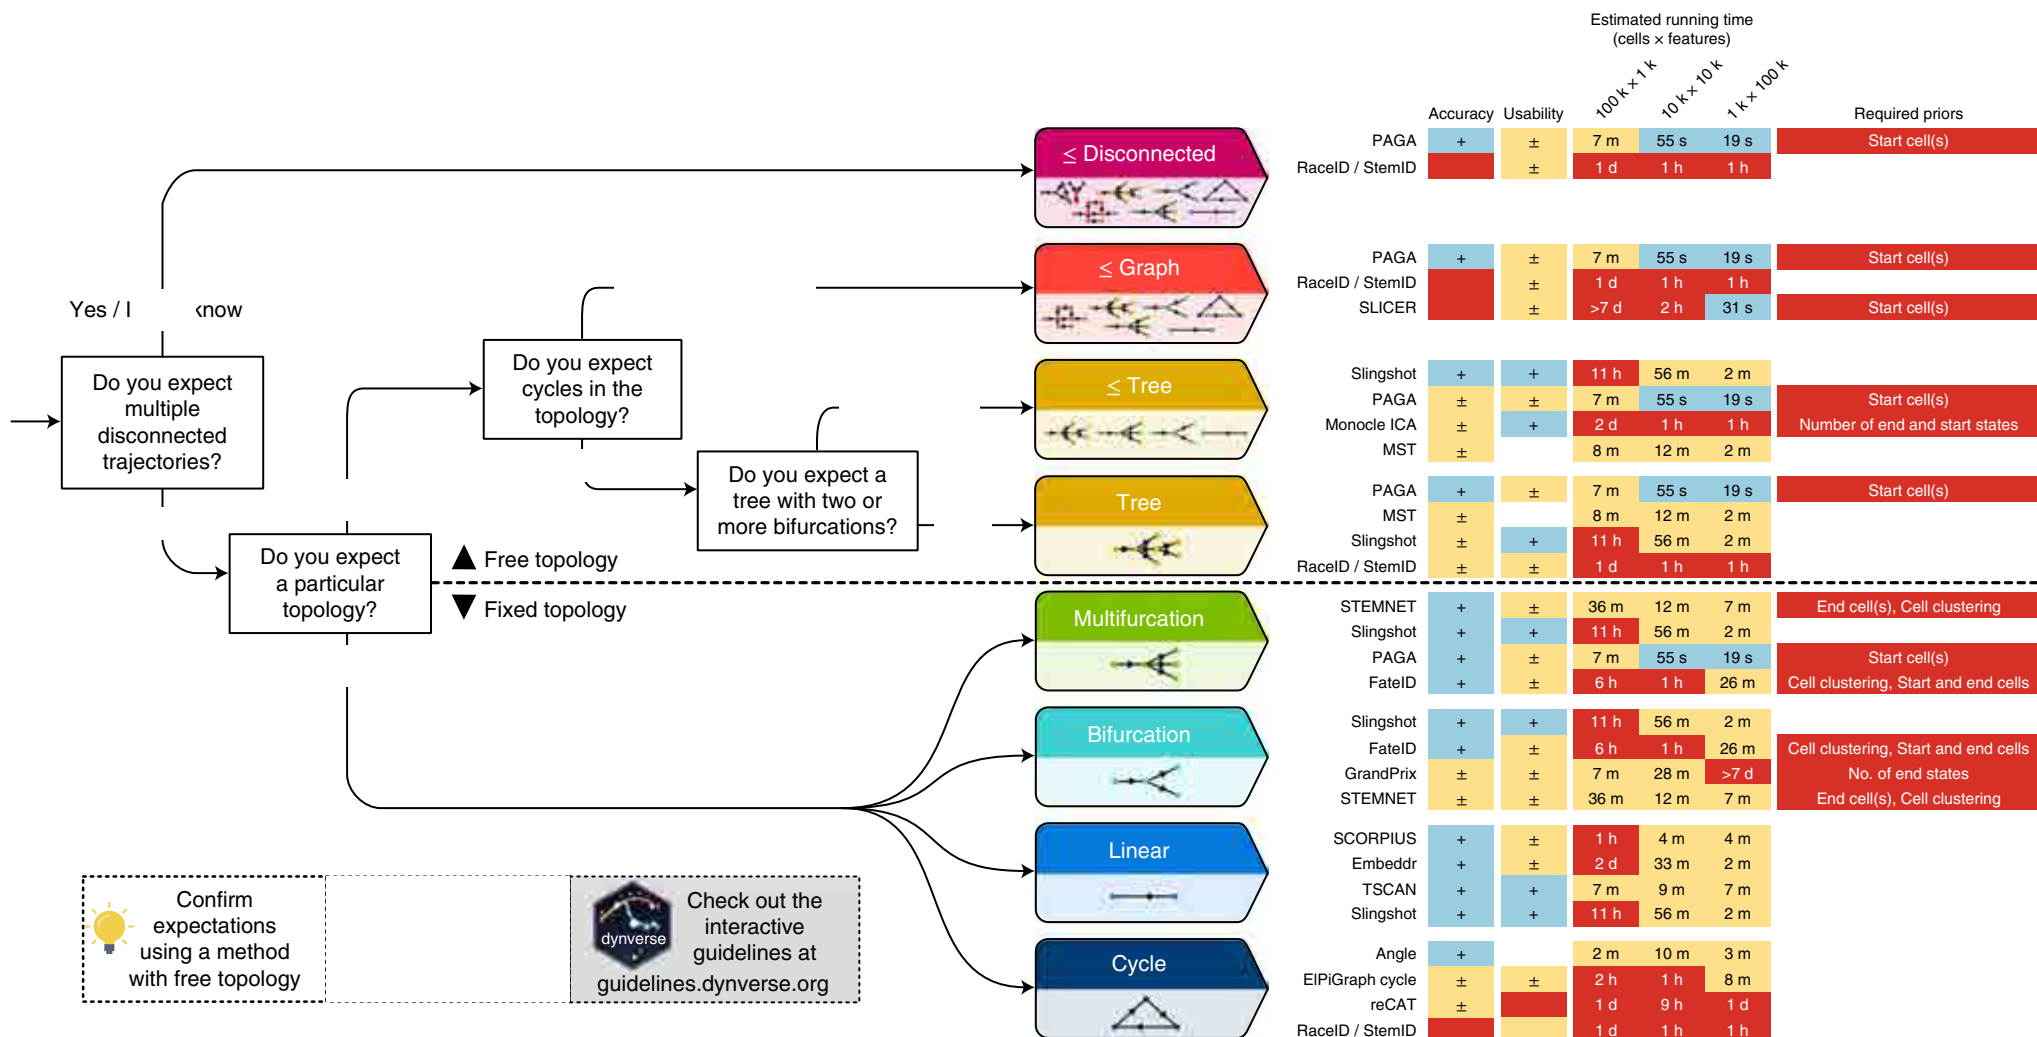 Estimated running time
(cells × features)
100 k × 1 k
10 k × 10 k
1 k × 100 k
Accuracy Usability Required priors
≤ Disconnected
PAGA + ± 7 m 55 s 19 s Start cell(s)
RaceID / StemID ± 1 d 1 h 1 h
≤ Graph
PAGA + ± 7 m 55 s 19 s Start cell(s)
RaceID / StemID ± 1 d 1 h 1 h
SLICER ± >7 d 2 h 31 s Start cell(s)
Yes / I know
Do you expect
multiple
disconnected
trajectories?
Do you expect
cycles in the
topology?
≤ Tree
Slingshot + + 11 h 56 m 2 m
PAGA ± ± 7 m 55 s 19 s Start cell(s)
Monocle ICA ± + 2 d 1 h 1 h Number of end and start states
MST ± 8 m 12 m 2 m
Do you expect a
tree with two or
more bifurcations?
Tree
PAGA + ± 7 m 55 s 19 s Start cell(s)
MST ± 8 m 12 m 2 m
Slingshot ± + 11 h 56 m 2 m
RaceID / StemID ± ± 1 d 1 h 1 h
Do you expect
a particular
topology?
▲ Free topology
▼ Fixed topology
Multifurcation
STEMNET + ± 36 m 12 m 7 m End cell(s), Cell clustering
Slingshot + + 11 h 56 m 2 m
PAGA + ± 7 m 55 s 19 s Start cell(s)
FateID + ± 6 h 1 h 26 m Cell clustering, Start and end cells
Bifurcation
Slingshot + + 11 h 56 m 2 m
FateID + ± 6 h 1 h 26 m Cell clustering, Start and end cells
GrandPrix ± ± 7 m 28 m >7 d No. of end states
STEMNET ± ± 36 m 12 m 7 m End cell(s), Cell clustering
Linear
SCORPIUS + ± 1 h 4 m 4 m
Embeddr + ± 2 d 33 m 2 m
TSCAN + + 7 m 9 m 7 m
Slingshot + + 11 h 56 m 2 m
Cycle
Angle + 2 m 10 m 3 m
ElPiGraph cycle ± ± 2 h 1 h 8 m
reCAT ± 1 d 9 h 1 d
RaceID / StemID 1 d 1 h 1 h
Confirm
expectations
using a method
with free topology
dynverse
Check out the
interactive
guidelines at
guidelines.dynverse.org